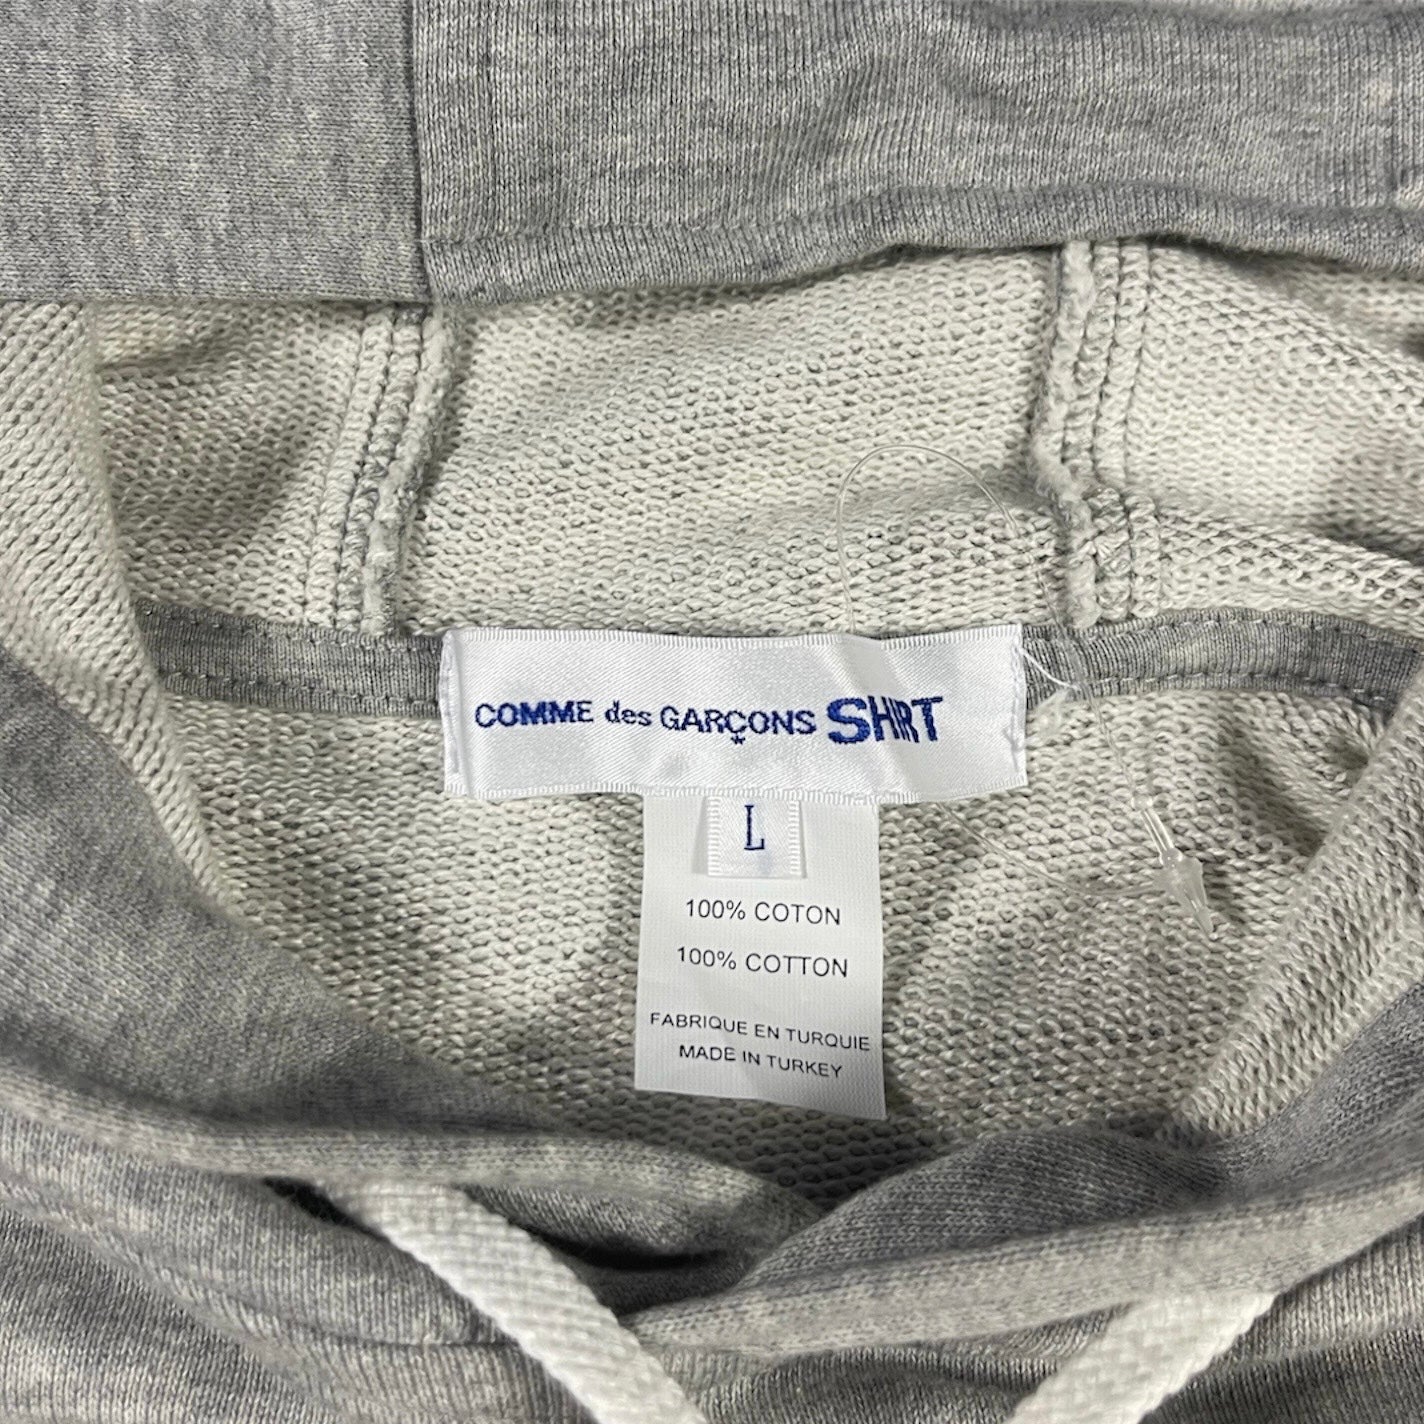 COMME des GARÇONS SHIRT
L
100% COTON
100% COTTON
FABRIQUE EN TURQUIE
MADE IN TURKEY